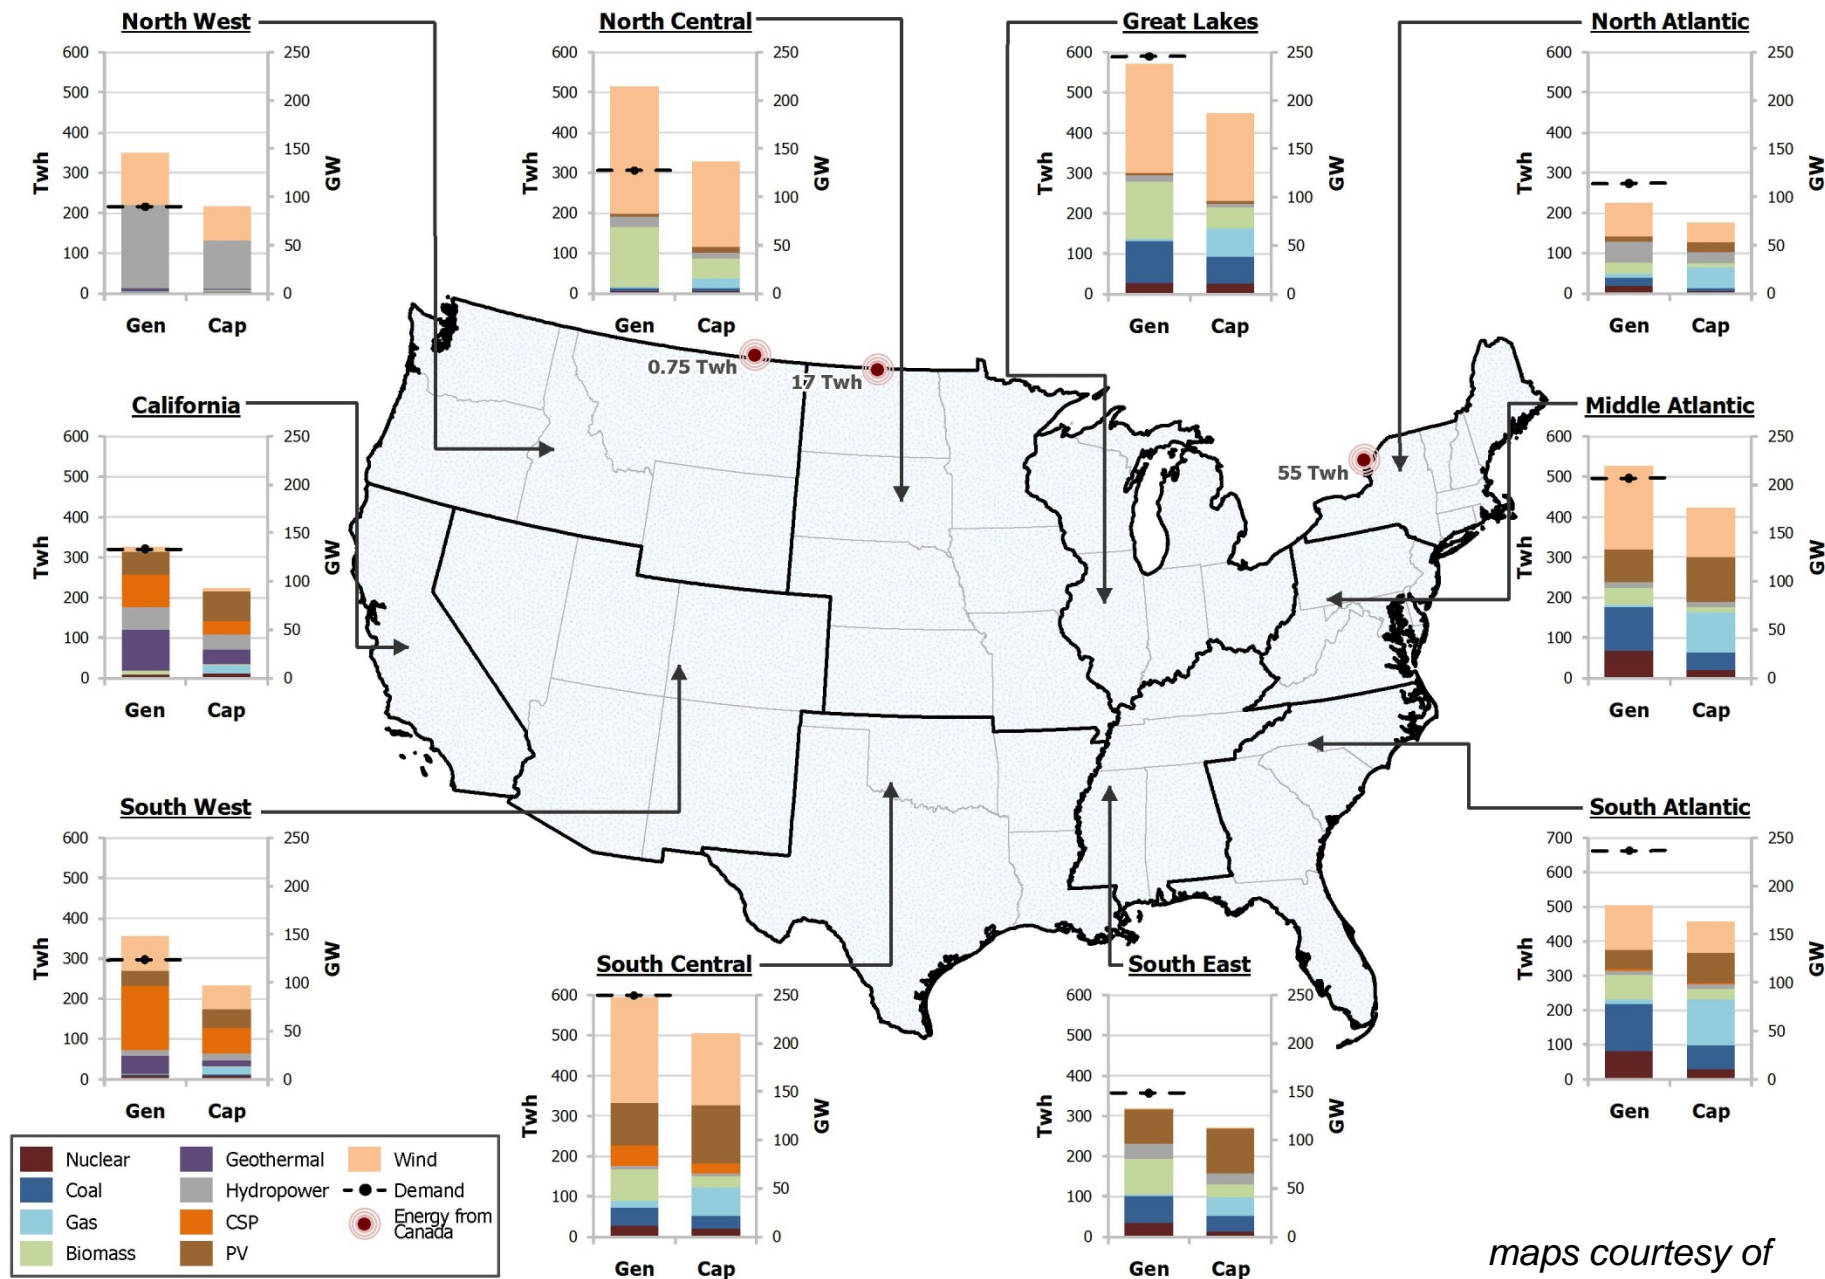 North West
600
500
400
300
200
100
0
Twh
250
200
150
100
50
0
GW
Gen Cap
North Central
600
500
400
300
200
100
0
Twh
250
200
150
100
50
0
GW
Gen Cap
Great Lakes
600
500
400
300
200
100
0
Twh
250
200
150
100
50
0
GW
Gen Cap
North Atlantic
600
500
400
300
200
100
0
Twh
250
200
150
100
50
0
GW
Gen Cap
0.75 Twh
17 Twh
55 Twh
California
600
500
400
300
200
100
0
Twh
250
200
150
100
50
0
GW
Gen Cap
Middle Atlantic
600
500
400
300
200
100
0
Twh
250
200
150
100
50
0
GW
Gen Cap
South West
600
500
400
300
200
100
0
Twh
250
200
150
100
50
0
GW
Gen Cap
South Atlantic
700
600
500
400
300
200
100
0
Twh
250
200
150
100
50
0
GW
Gen Cap
South Central
600
500
400
300
200
100
0
Twh
250
200
150
100
50
0
GW
Gen Cap
South East
600
500
400
300
200
100
0
Twh
250
200
150
100
50
0
GW
Gen Cap
Nuclear Geothermal Wind
Coal Hydropower Demand
Gas CSP Energy from
Canada
Biomass PV
maps courtesy of